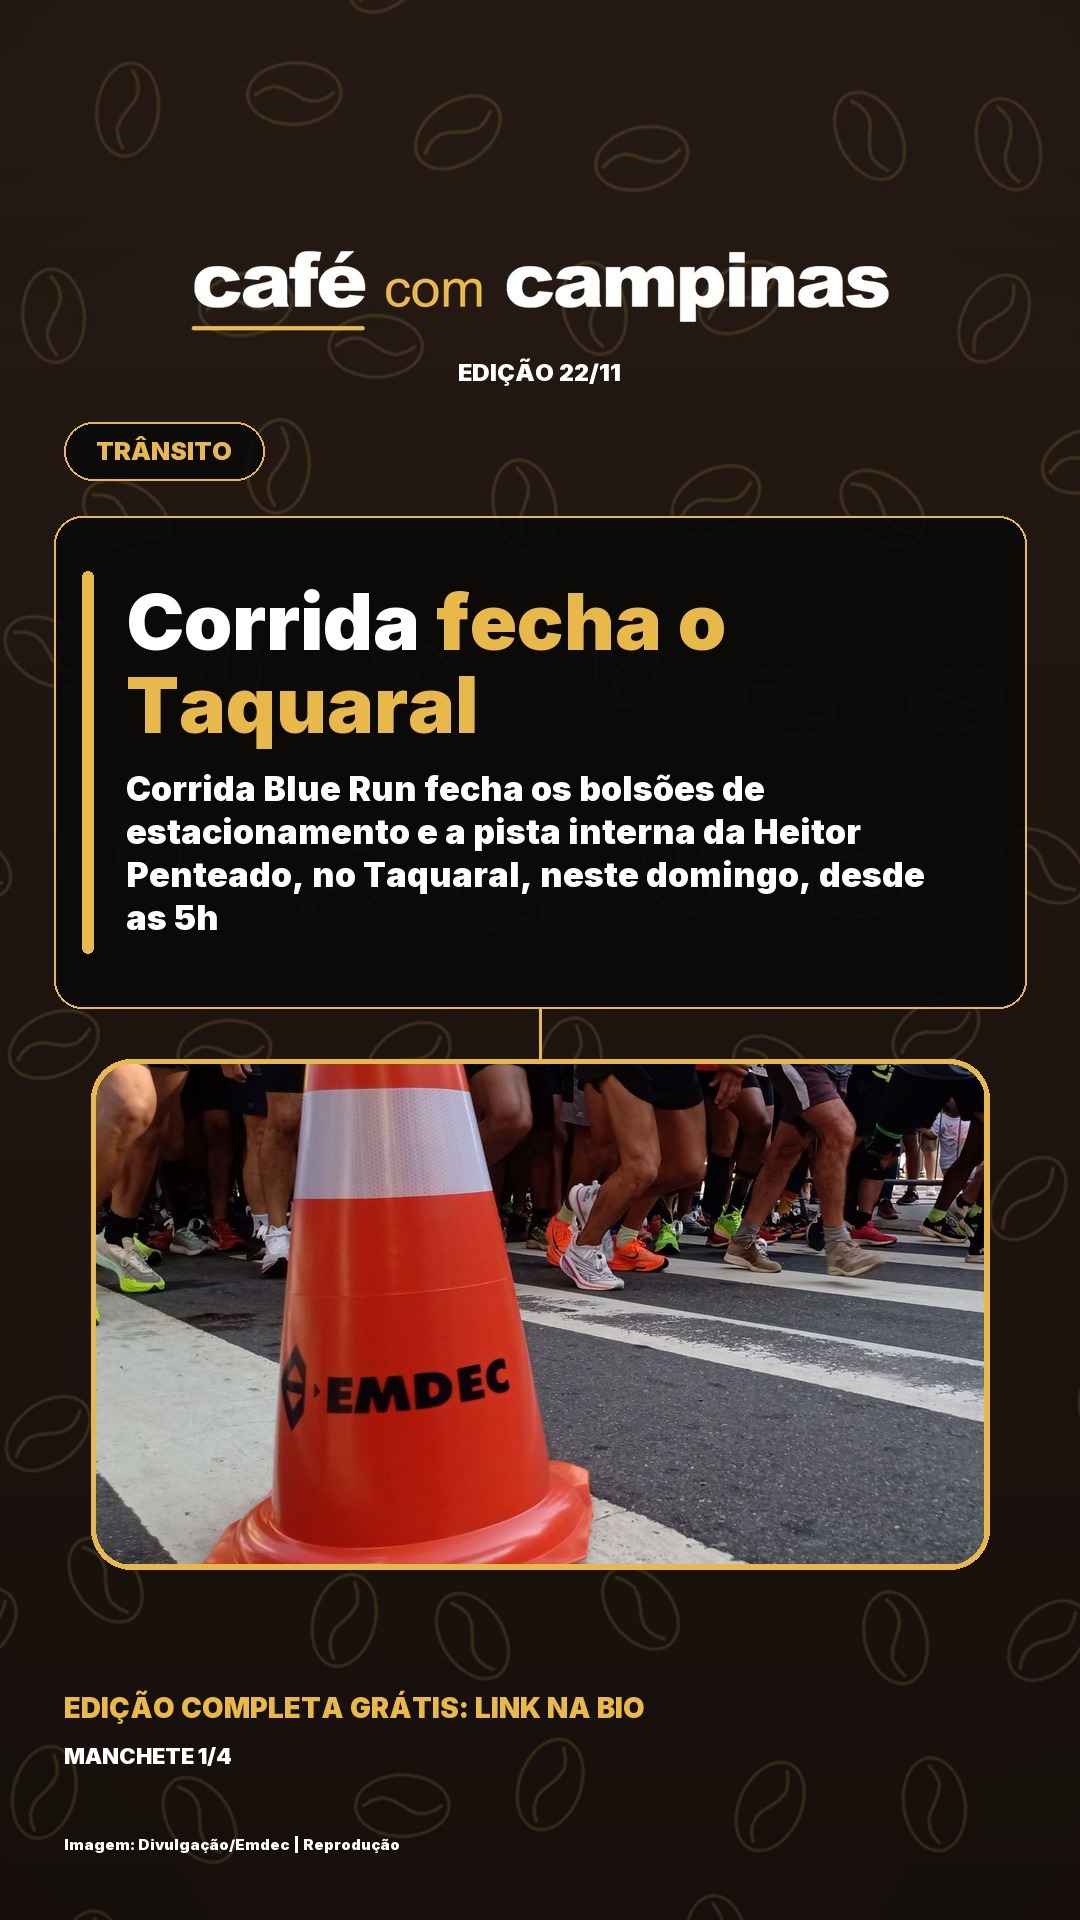 café com campinas
EDIÇÃO 22/11
TRÂNSITO
Corrida fecha o
Taquaral
Corrida Blue Run fecha os bolsões de
estacionamento e a pista interna da Heitor
Penteado, no Taquaral, neste domingo, desde
as 5h
EMDEC
EDIÇÃO COMPLETA GRÁTIS: LINK NA BIO
MANCHETE 1/4
Imagem: Divulgação/Emdec | Reprodução